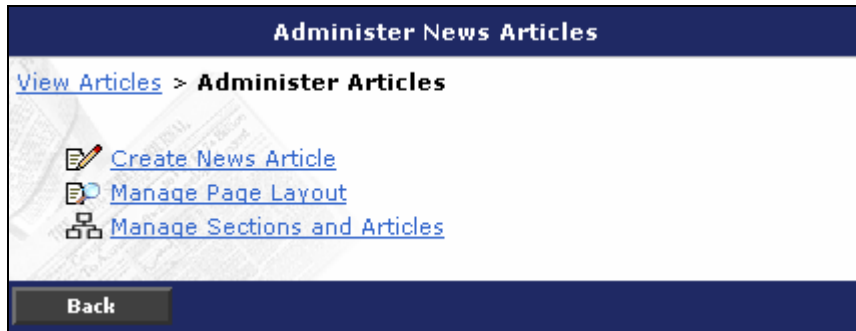 Administer News Articles
View Articles > Administer Articles
Create News Article
Manage Page Layout
Manage Sections and Articles
Back